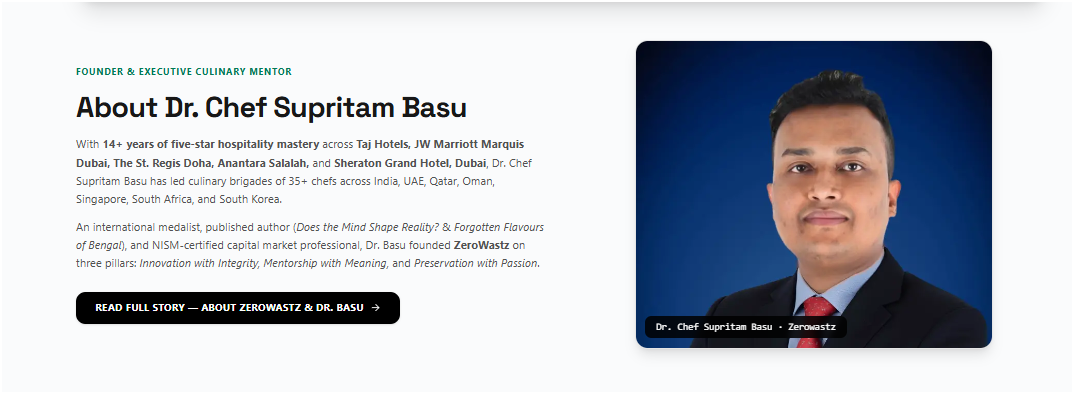 FOUNDER & EXECUTIVE CULINARY MENTOR
About Dr. Chef Supritam Basu
With 14+ years of five-star hospitality mastery across Taj Hotels, JW Marriott Marquis
Dubai, The St. Regis Doha, Anantara Salalah, and Sheraton Grand Hotel, Dubai, Dr. Chef
Supritam Basu has led culinary brigades of 35+ chefs across India, UAE, Qatar, Oman,
Singapore, South Africa, and South Korea.
An international medalist, published author (Does the Mind Shape Reality? & Forgotten Flavours
of Bengal), and NISM-certified capital market professional, Dr. Basu founded ZeroWastz on
three pillars: Innovation with Integrity, Mentorship with Meaning, and Preservation with Passion.
READ FULL STORY — ABOUT ZEROWASTZ & DR. BASU →
Dr. Chef Supritam Basu · Zerowastz